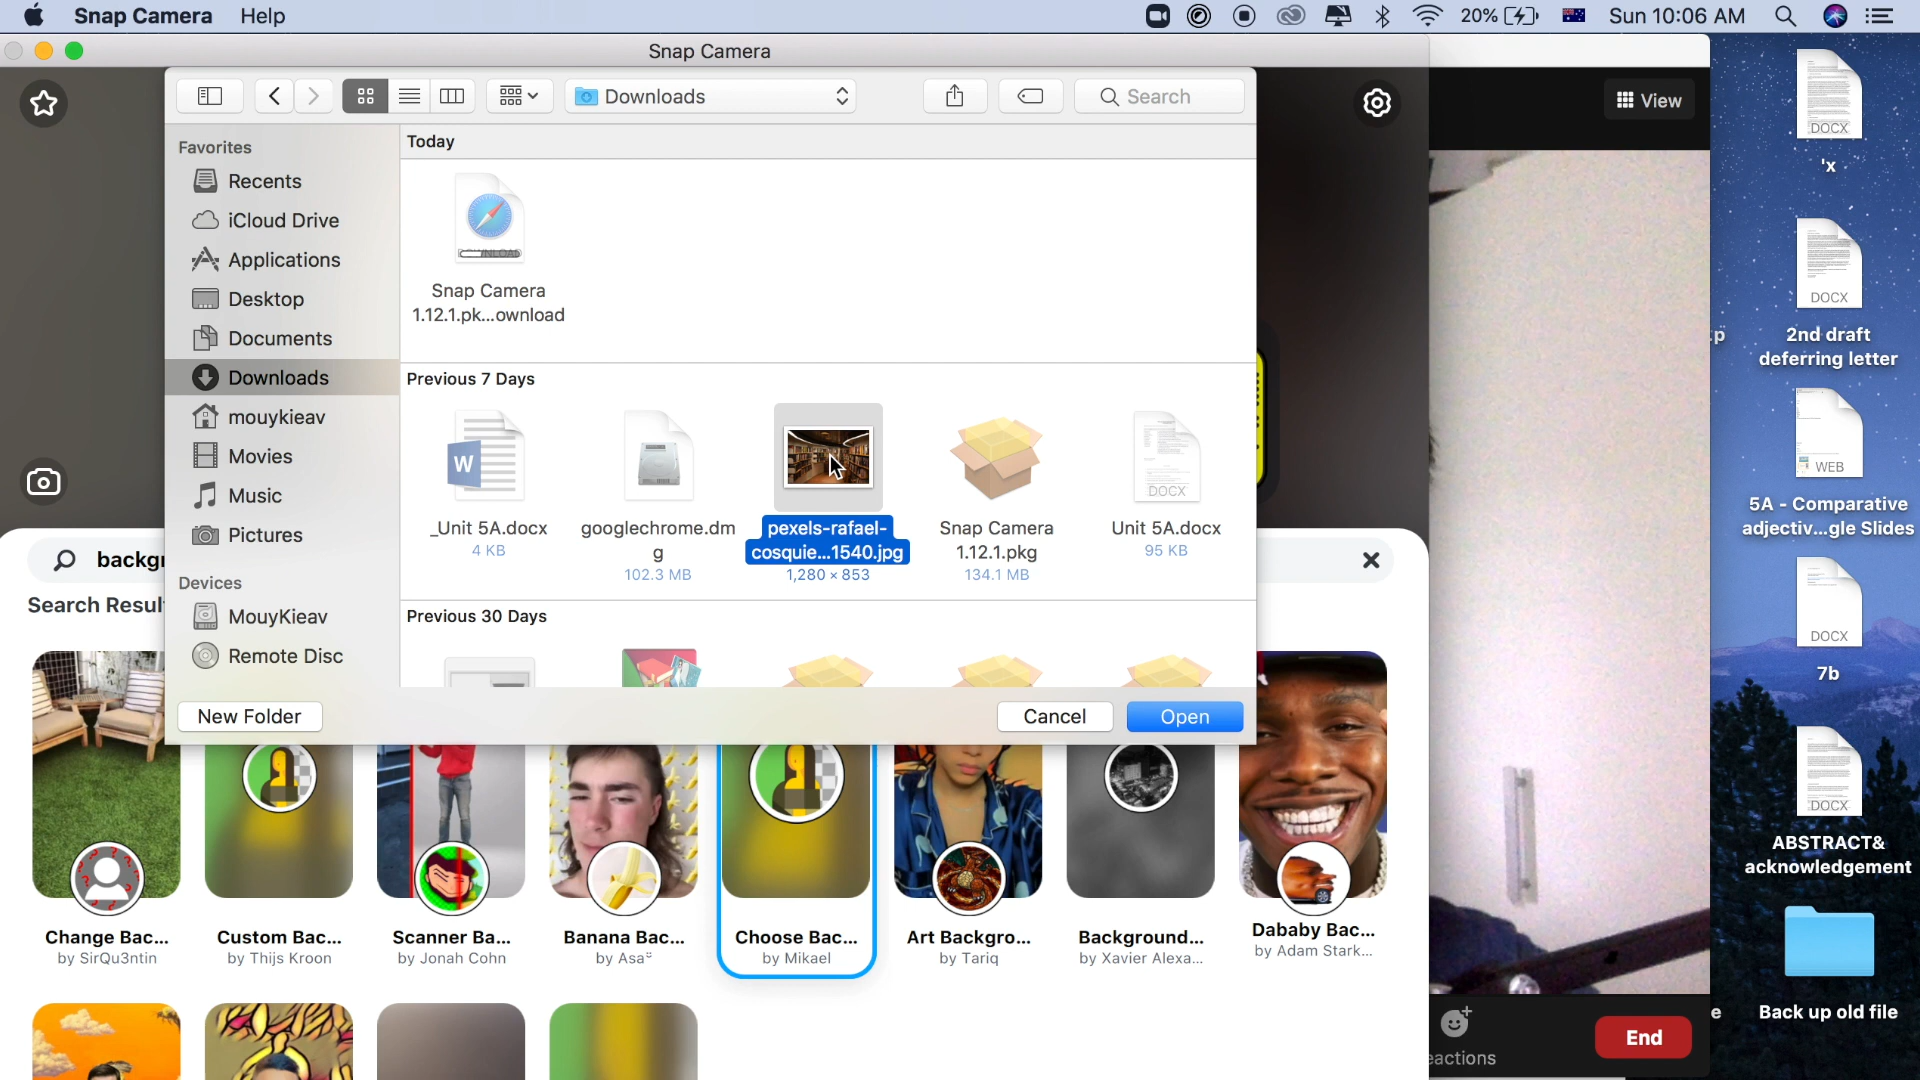 Snap Camera Help
20% Sun 10:06 AM
Snap Camera
Downloads
Search
View
Favorites
Recents
iCloud Drive
Applications
Desktop
Documents
Downloads
mouykieav
Movies
Music
Pictures
Devices
MouyKieav
Remote Disc
Today
DOWNLOAD
Snap Camera
1.12.1.pk...ownload
Previous 7 Days
W
DOCX
_Unit 5A.docx
4 KB
googlechrome.dm
g
102.3 MB
pexels-rafael-
cosquie...1540.jpg
1,280 × 853
Snap Camera
1.12.1.pkg
134.1 MB
Unit 5A.docx
95 KB
Previous 30 Days
New Folder
Cancel
Open
backgr
Search Resul
Change Bac...
by SirQu3ntin
Custom Bac...
by Thijs Kroon
Scanner Ba...
by Jonah Cohn
Banana Bac...
by Asa
Choose Bac...
by Mikael
Art Backgro...
by Tariq
Background...
by Xavier Alexa...
Dababy Bac...
by Adam Stark...
eactions
End
DOCX
'x
DOCX
2nd draft
deferring letter
WEB
5A - Comparative
adjectiv...gle Slides
DOCX
7b
DOCX
ABSTRACT&
acknowledgement
Back up old file